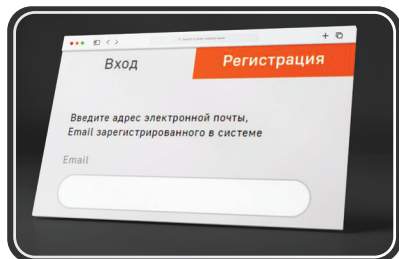 Вход
Регистрация
Введите адрес электронной почты,
Email зарегистрированного в системе
Email